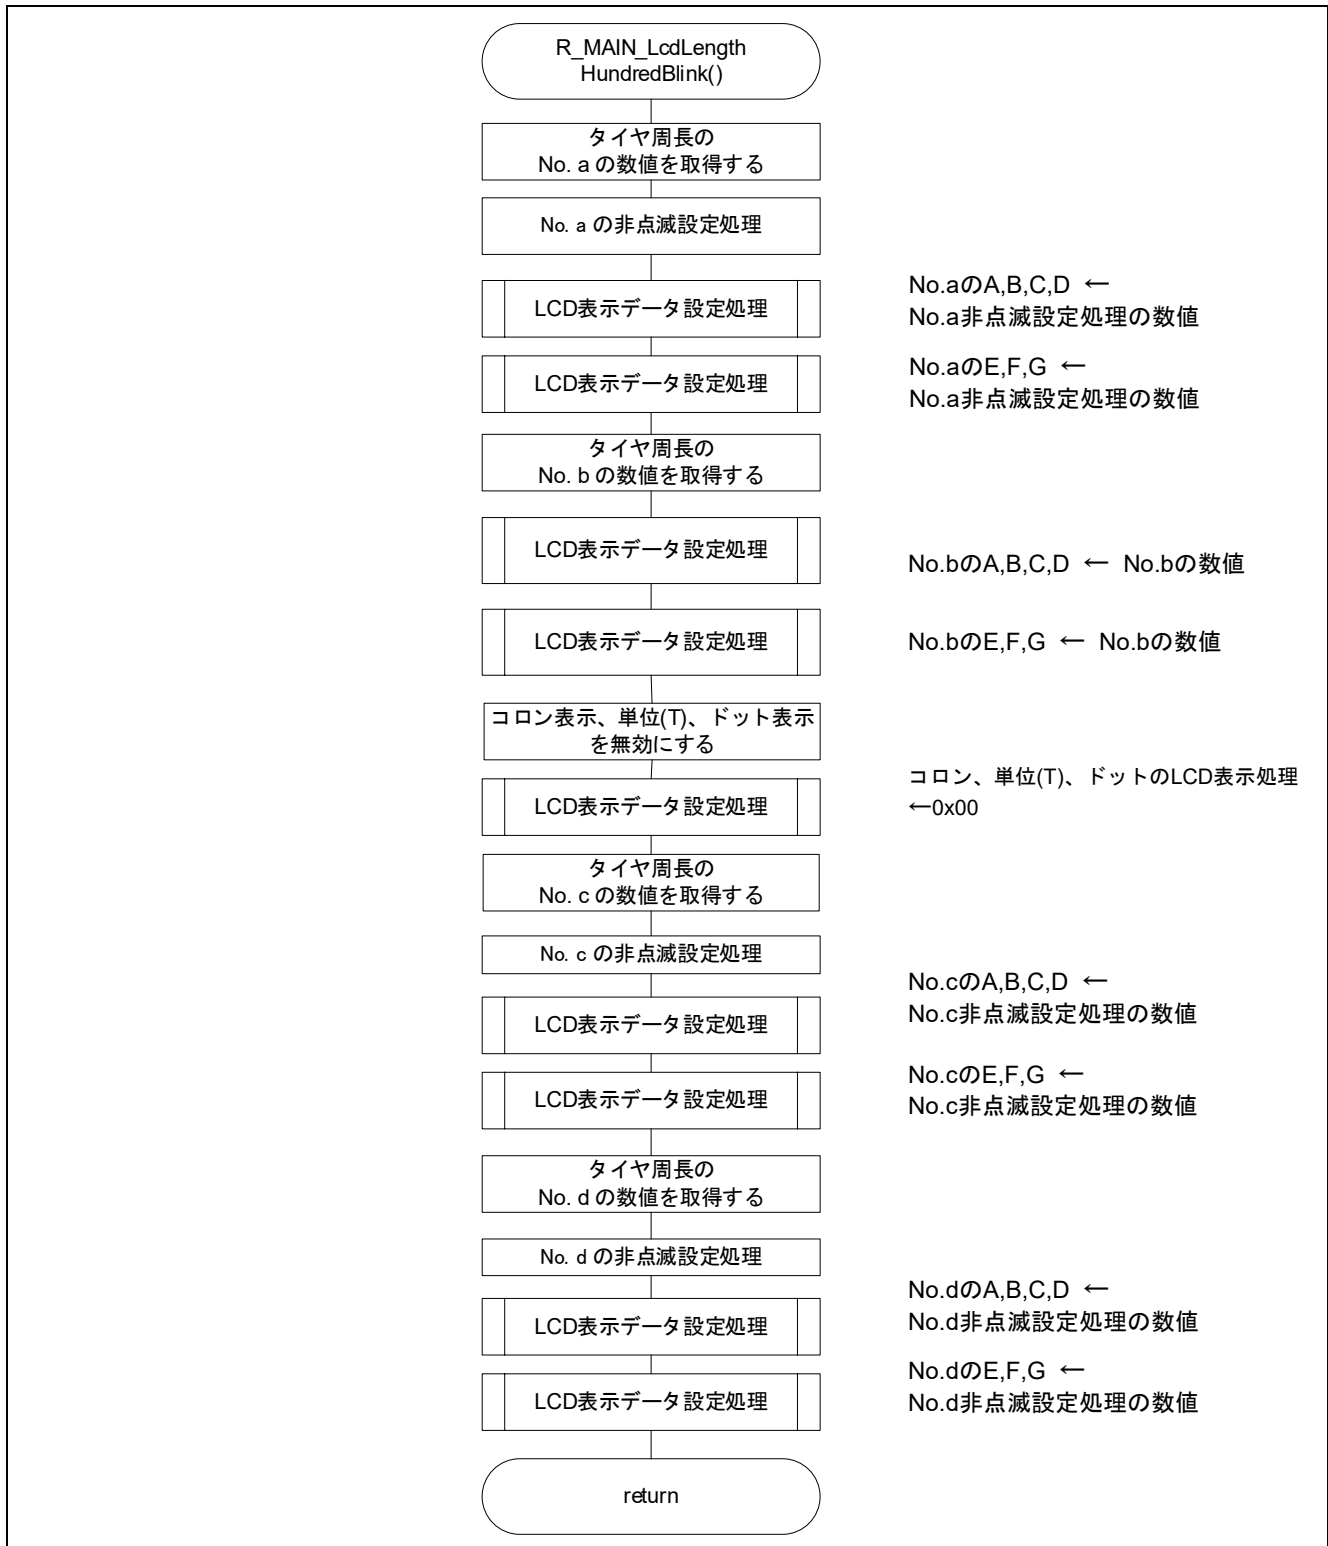 R_MAIN_LcdLength
HundredBlink()
タイヤ周長の
No. a の数値を取得する
No. a の非点滅設定処理
LCD表示データ設定処理
No.aのA,B,C,D ←
No.a非点滅設定処理の数値
LCD表示データ設定処理
No.aのE,F,G ←
No.a非点滅設定処理の数値
タイヤ周長の
No. b の数値を取得する
LCD表示データ設定処理
No.bのA,B,C,D ← No.bの数値
LCD表示データ設定処理
No.bのE,F,G ← No.bの数値
コロン表示、単位(T)、ドット表示
を無効にする
LCD表示データ設定処理
コロン、単位(T)、ドットのLCD表示処理
←0x00
タイヤ周長の
No. c の数値を取得する
No. c の非点滅設定処理
LCD表示データ設定処理
No.cのA,B,C,D ←
No.c非点滅設定処理の数値
LCD表示データ設定処理
No.cのE,F,G ←
No.c非点滅設定処理の数値
タイヤ周長の
No. d の数値を取得する
No. d の非点滅設定処理
LCD表示データ設定処理
No.dのA,B,C,D ←
No.d非点滅設定処理の数値
LCD表示データ設定処理
No.dのE,F,G ←
No.d非点滅設定処理の数値
return